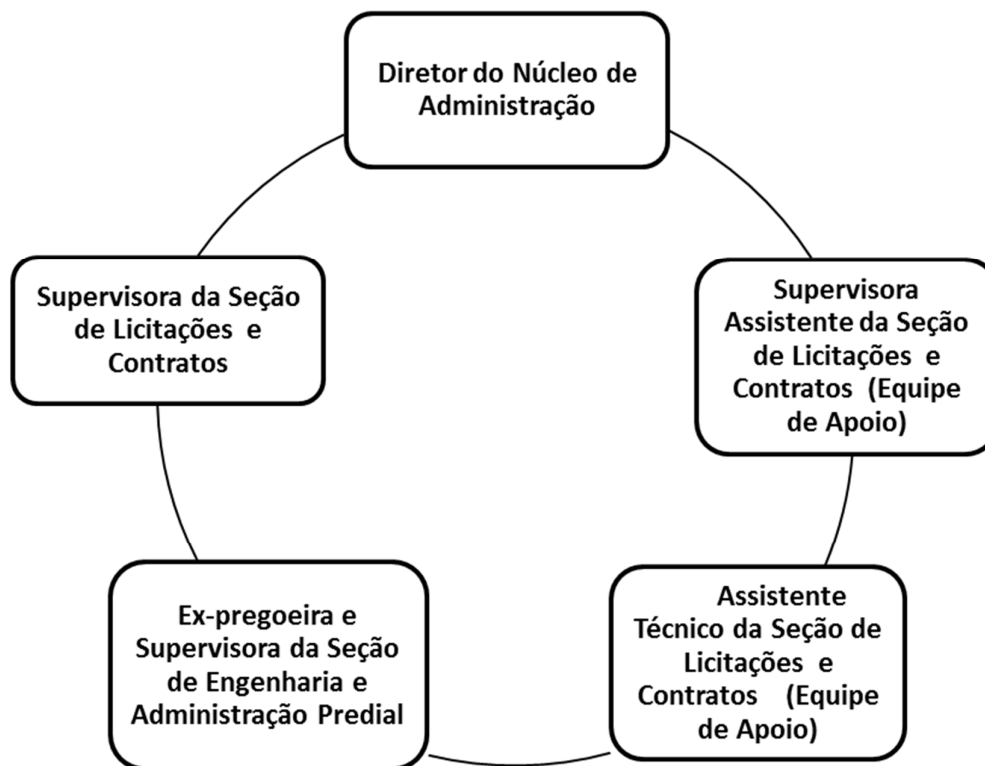 Diretor do Núcleo de
Administração
Supervisora da Seção
de Licitações e
Contratos
Supervisora
Assistente da Seção
de Licitações e
Contratos (Equipe
de Apoio)
Ex-pregoeira e
Supervisora da Seção
de Engenharia e
Administração Predial
Assistente
Técnico da Seção de
Licitações e
Contratos (Equipe
de Apoio)